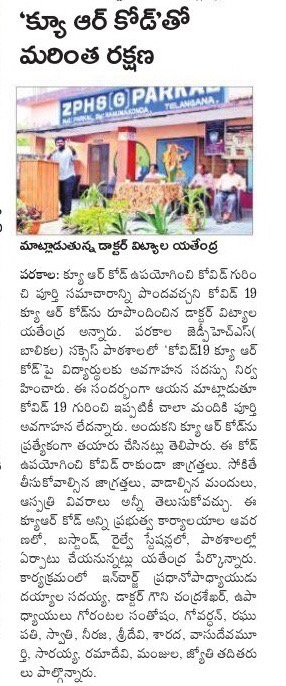 ‘క్యూ ఆర్ కోడ్’తో
మరింత రక్షణ
ZPHS (G) PARKAL
TELANGANA.
మాట్లాడుతున్న డాక్టర్ విట్యాల యతేంద్ర
పరకాల: క్యూ ఆర్ కోడ్ ఉపయోగించి కోవిడ్ గురిం
చి పూర్తి సమాచారాన్ని పొందవచ్చని కోవిడ్ 19
క్యూ ఆర్ కోడ్‌ను రూపొందించిన డాక్టర్ విట్యాల
యతేంద్ర అన్నారు. పరకాల జెడ్పీహెచ్ఎస్(
బాలికల) సక్సెస్ పాఠశాలలో ‘కోవిడ్19 క్యూ ఆర్
కోడ్’పై విద్యార్థులకు అవగాహన సదస్సు నిర్వ
హించారు. ఈ సందర్భంగా ఆయన మాట్లాడుతూ
కోవిడ్ 19 గురించి ఇప్పటికీ చాలా మందికి పూర్తి
అవగాహన లేదన్నారు. అందుకని క్యూ ఆర్ కోడ్‌ను
ప్రత్యేకంగా తయారు చేసినట్లు తెలిపారు. ఈ కోడ్
ఉపయోగించి కోవిడ్ రాకుండా జాగ్రత్తలు. సోకితే
తీసుకోవాల్సిన జాగ్రత్తలు, వాడాల్సిన మందులు,
ఆస్పత్రి వివరాలు అన్నీ తెలుసుకోవచ్చు. ఈ
క్యూఆర్ కోడ్ అన్ని ప్రభుత్వ కార్యాలయాల ఆవర
ణలో, బస్టాండ్ రైల్వే స్టేషన్లలో, పాఠశాలల్లో
ఏర్పాటు చేయనున్నట్లు యతేంద్ర పేర్కొన్నారు.
కార్యక్రమంలో ఇన్‌చార్జ్ ప్రధానోపాధ్యాయుడు
దయ్యాల సదయ్య, డాక్టర్ గౌని చంద్రశేఖర్, ఉపా
ధ్యాయులు గోరంటల సంతోషం, గోవర్ధన్, రఘు
పతి, స్వాతి, నీరజ, శ్రీదేవి, శారద, వాసుదేవమూ
ర్తి, సారయ్య, రమాదేవి, మంజుల, జ్యోతి తదితరు
లు పాల్గొన్నారు.